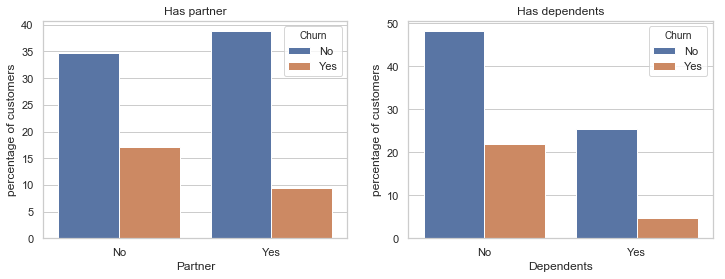 Has partner
percentage of customers
40
35
30
25
20
15
10
5
0
Churn
No
Yes
No
Yes
Partner
Has dependents
percentage of customers
50
40
30
20
10
0
Churn
No
Yes
No
Yes
Dependents